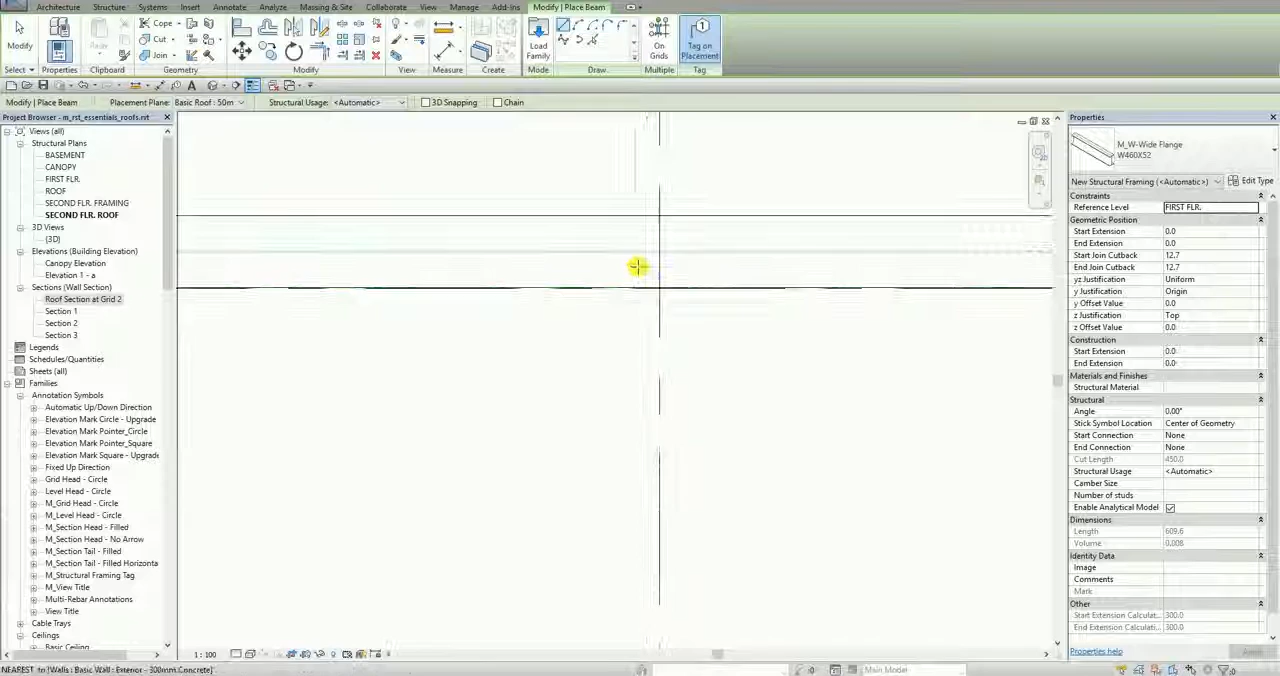 Architecture Structure Systems Insert Annotate Analyze Massing & Site Collaborate View Manage Add-Ins Modify | Place Beam
Modify
Cope
Cut
Join
Paste
Load Family
On Grids
Tag on Placement
Select Properties Clipboard Geometry Modify View Measure Create Mode Draw Multiple Tag
Modify | Place Beam Placement Plane: Basic Roof : 50m Structural Usage: <Automatic> 3D Snapping Chain
Project Browser - m_rst_essentials_roofs.rvt
Views (all)
Structural Plans
BASEMENT
CANOPY
FIRST FLR.
ROOF
SECOND FLR. FRAMING
SECOND FLR. ROOF
3D Views
{3D}
Elevations (Building Elevation)
Canopy Elevation
Elevation 1 - a
Sections (Wall Section)
Roof Section at Grid 2
Section 1
Section 2
Section 3
Legends
Schedules/Quantities
Sheets (all)
Families
Annotation Symbols
Automatic Up/Down Direction
Elevation Mark Circle - Upgrade
Elevation Mark Pointer_Circle
Elevation Mark Pointer_Square
Elevation Mark Square - Upgrade
Fixed Up Direction
Grid Head - Circle
Level Head - Circle
M_Grid Head - Circle
M_Level Head - Circle
M_Section Head - Filled
M_Section Head - No Arrow
M_Section Tail - Filled
M_Section Tail - Filled Horizonta
M_Structural Framing Tag
M_View Title
Multi-Rebar Annotations
View Title
Cable Trays
Ceilings
Basic Ceiling
1 : 100
Properties
M_W-Wide Flange
W460X52
New Structural Framing (<Automatic>) Edit Type
Constraints
Reference Level FIRST FLR.
Geometric Position
Start Extension 0.0
End Extension 0.0
Start Join Cutback 12.7
End Join Cutback 12.7
yz Justification Uniform
y Justification Origin
y Offset Value 0.0
z Justification Top
z Offset Value 0.0
Construction
Start Extension 0.0
End Extension 0.0
Materials and Finishes
Structural Material
Structural
Angle 0.00°
Stick Symbol Location Center of Geometry
Start Connection None
End Connection None
Cut Length 450.0
Structural Usage <Automatic>
Camber Size
Number of studs
Enable Analytical Model
Dimensions
Length 609.6
Volume 0.008
Identity Data
Image
Comments
Mark
Other
Start Extension Calculat... 300.0
End Extension Calculati... 300.0
Properties help
NEAREST to (Walls : Basic Wall : Exterior - 300mm Concrete)
:0
Main Model
:0